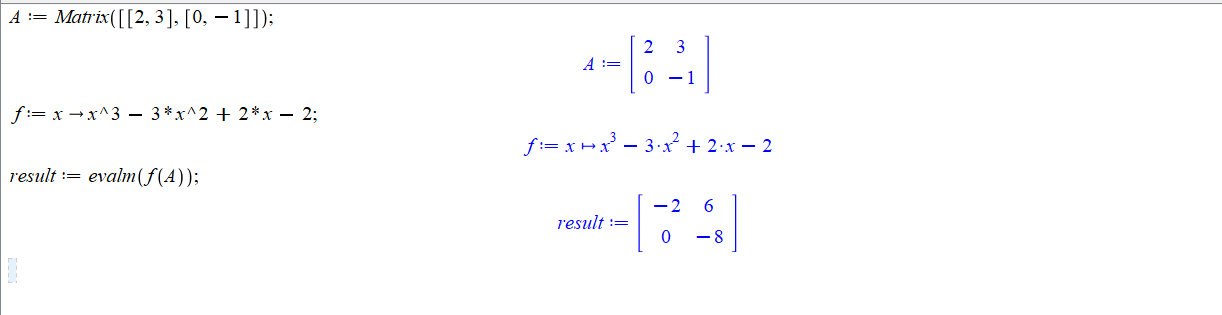 A := Matrix([[2, 3], [0, −1]]);
A := [ 2 3
0 −1 ]
f := x → x^3 − 3*x^2 + 2*x − 2;
f := x ↦ x³ − 3·x² + 2·x − 2
result := evalm(f(A));
result := [ −2 6
0 −8 ]